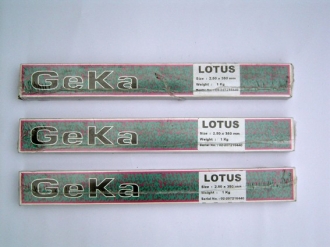 GeKa
LOTUS
Size : 2.50 x 350 mm
Weight : 1 Kg.
GeKa
LOTUS
Size : 2.50 x 350 mm
Weight : 1 Kg.
GeKa
LOTUS
Size : 2.50 x 350 mm
Weight : 1 Kg